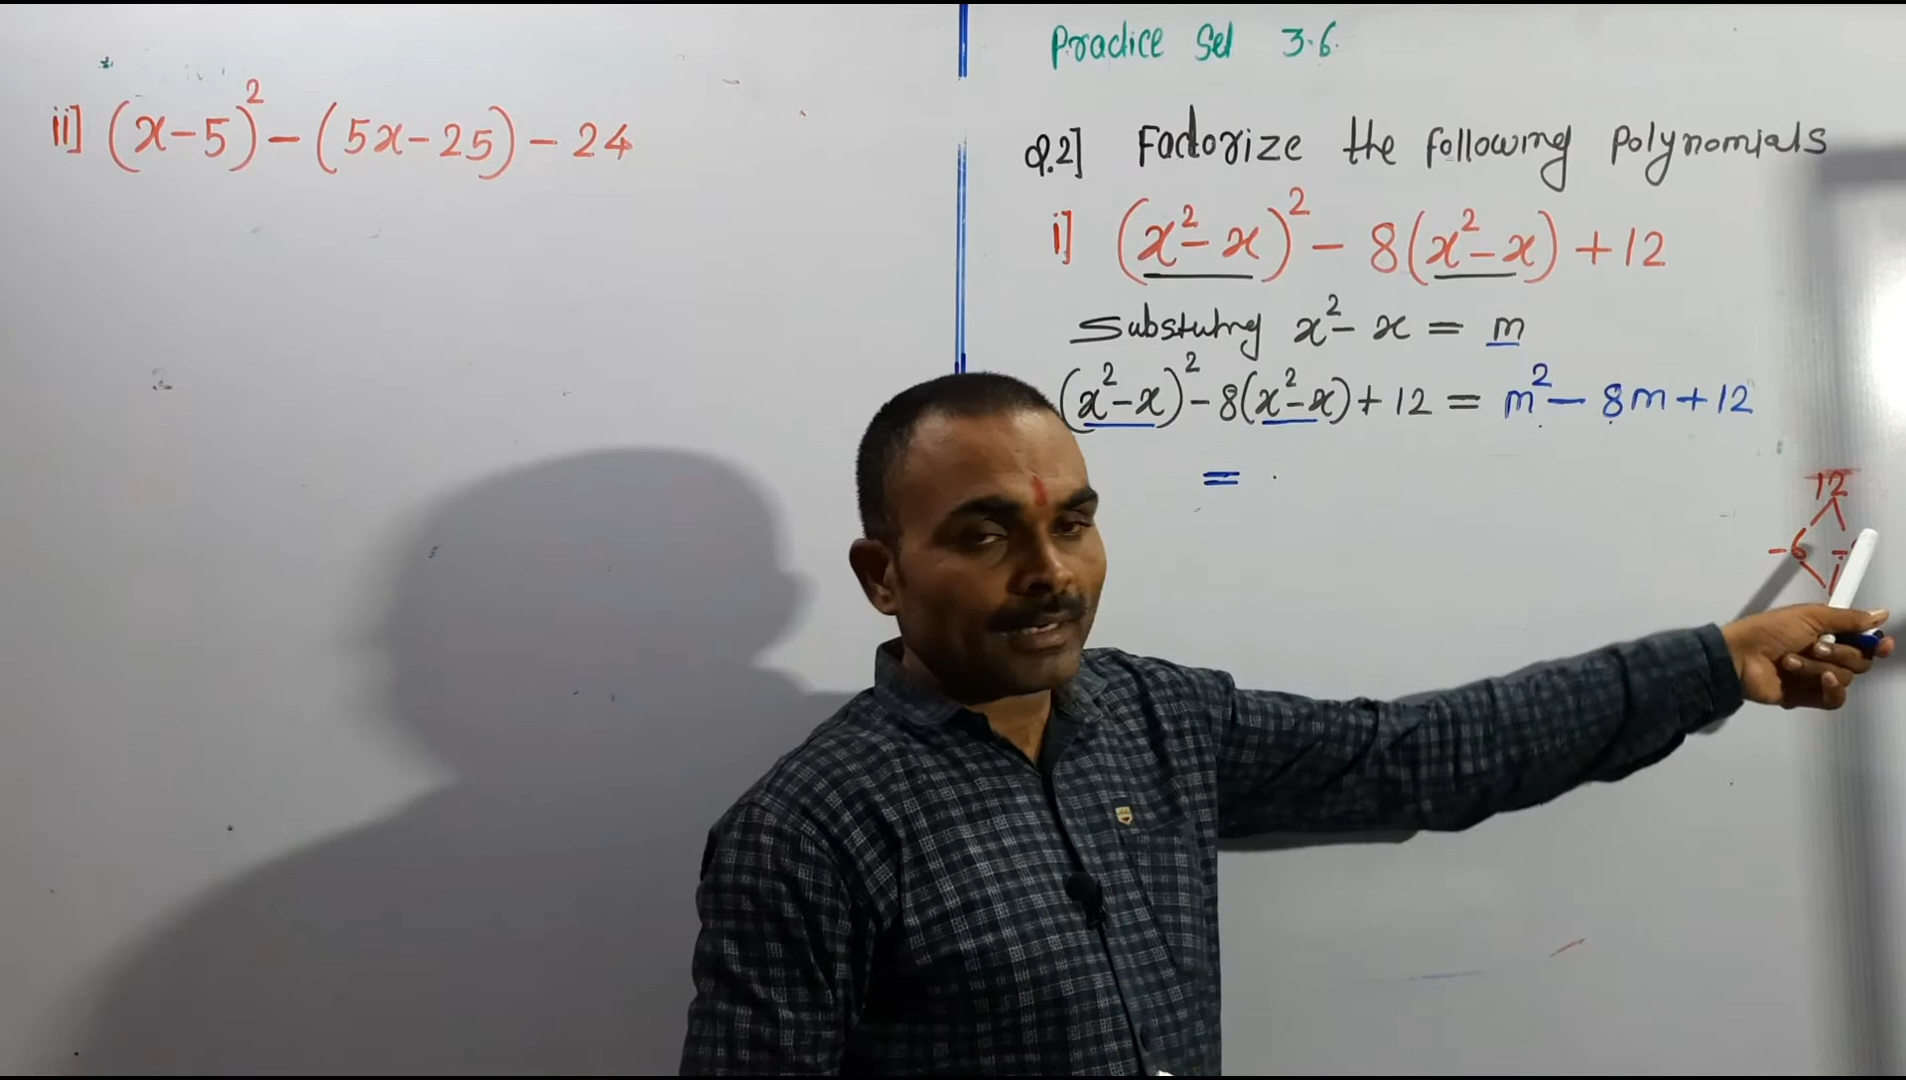 ii] (x-5)² - (5x-25) - 24
Practice Set 3.6
Q.2] Factorize the following Polynomials
i] (x²-x)² - 8(x²-x) + 12
x² - x = m
(x²-x)² - 8(x²-x) + 12 = m² - 8m + 12
=
12
-6 -